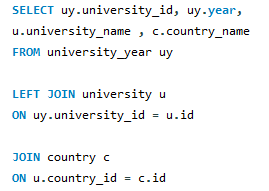 SELECT uy.university_id, uy.year,
u.university_name , c.country_name
FROM university_year uy
LEFT JOIN university u
ON uy.university_id = u.id
JOIN country c
ON u.country_id = c.id